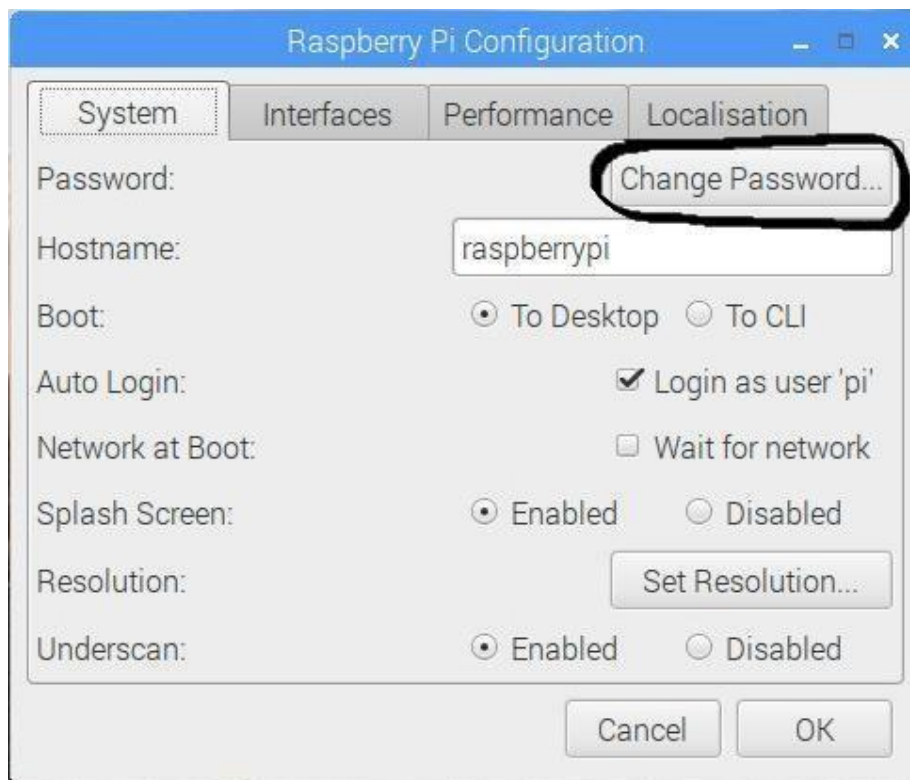 Raspberry Pi Configuration
System Interfaces Performance Localisation
Password: Change Password...
Hostname: raspberrypi
Boot: To Desktop To CLI
Auto Login: Login as user 'pi'
Network at Boot: Wait for network
Splash Screen: Enabled Disabled
Resolution: Set Resolution...
Underscan: Enabled Disabled
Cancel OK